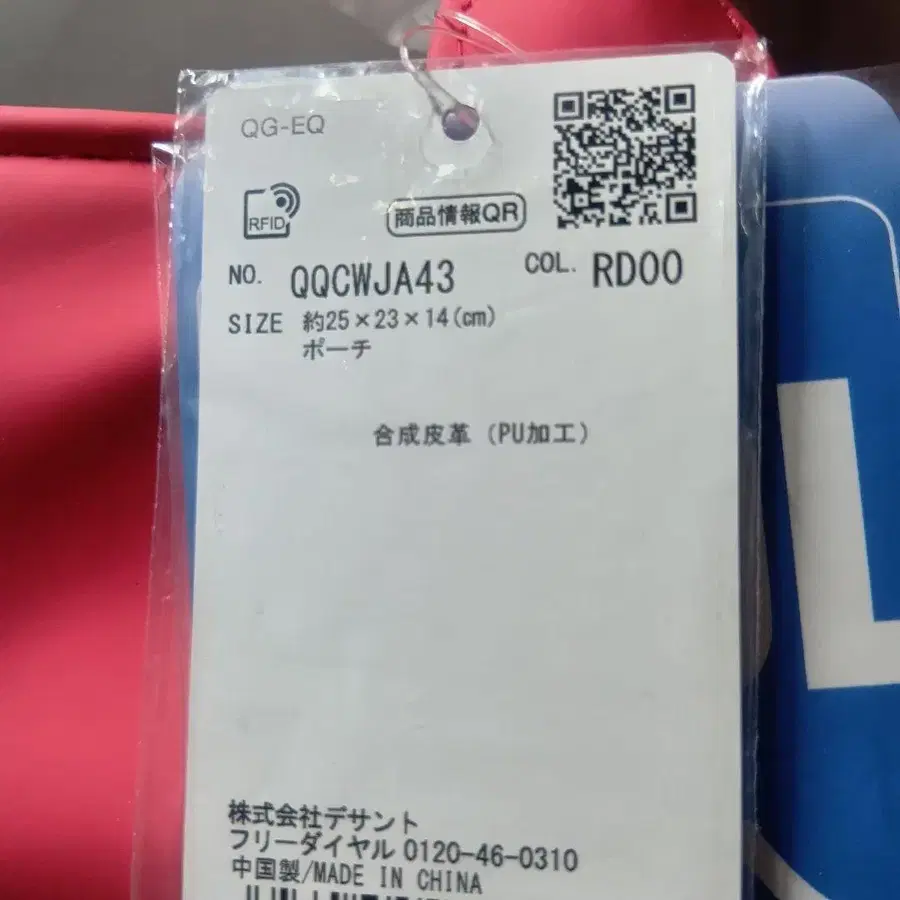 QG-EQ
RFID
商品情報QR
NO. QQCWJA43 COL. RD00
SIZE 約25×23×14(cm)
ポーチ
合成皮革 (PU加工)
株式会社デサント
フリーダイヤル 0120-46-0310
中国製/MADE IN CHINA
L